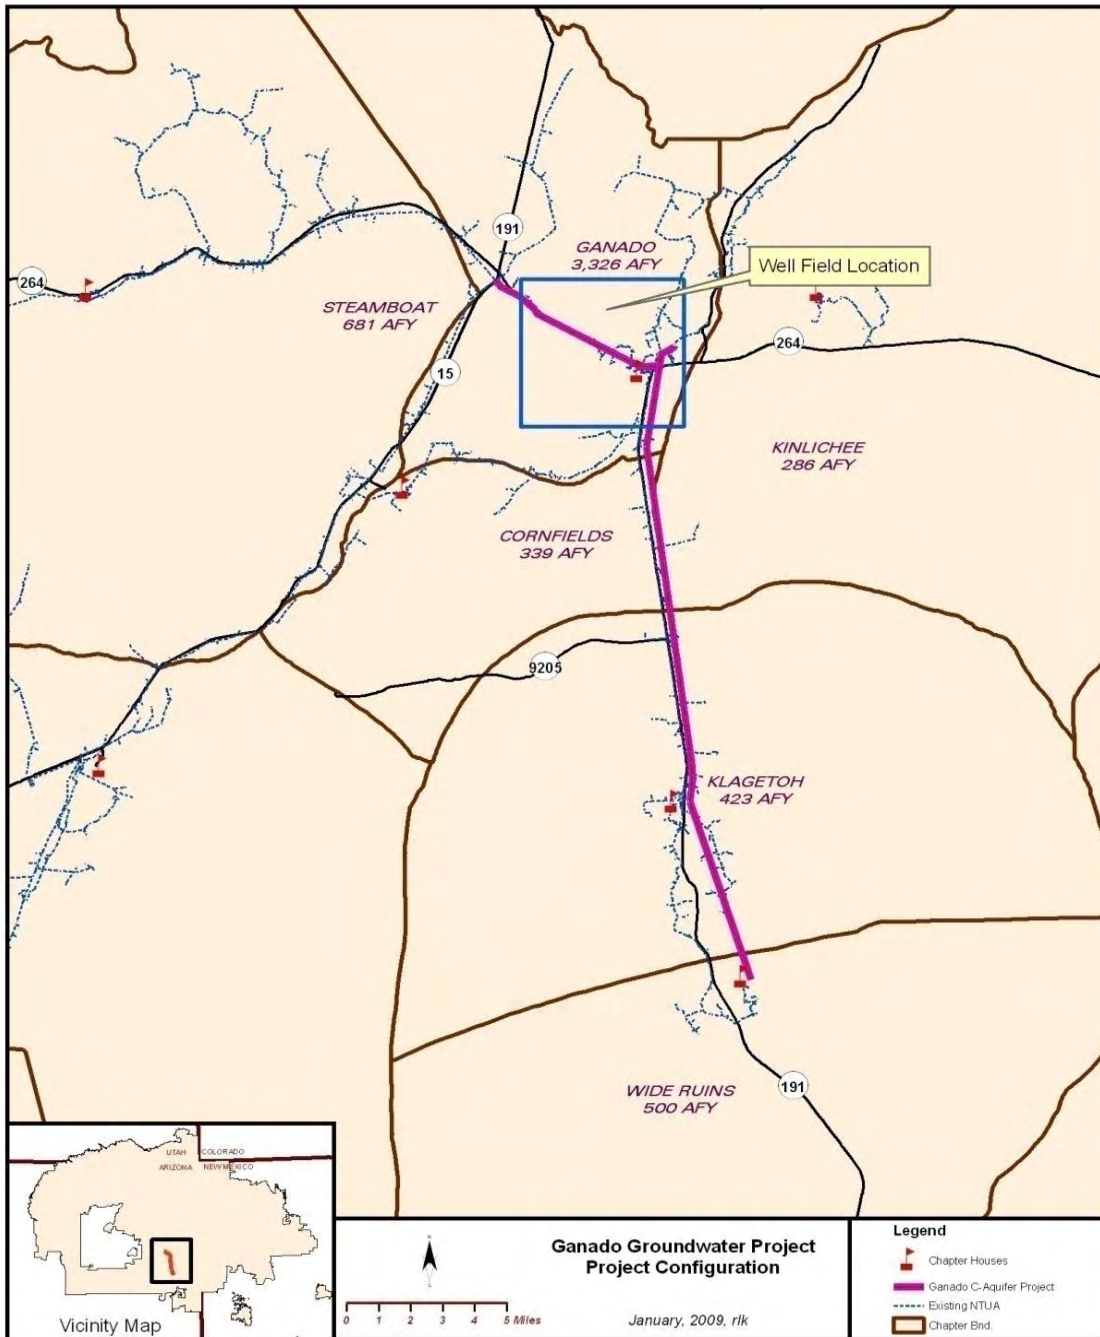 191
GANADO
3,326 AFY
Well Field Location
264
STEAMBOAT
681 AFY
264
15
KINLICHEE
286 AFY
CORNFIELDS
339 AFY
9205
KLAGETOH
423 AFY
WIDE RUINS
500 AFY
191
UTAH
COLORADO
ARIZONA
NEW MEXICO
Vicinity Map
0 1 2 3 4 5 Miles
Ganado Groundwater Project
Project Configuration
January, 2009, rlk
Legend
Chapter Houses
Ganado C-Aquifer Project
Existing NTUA
Chapter Bnd.